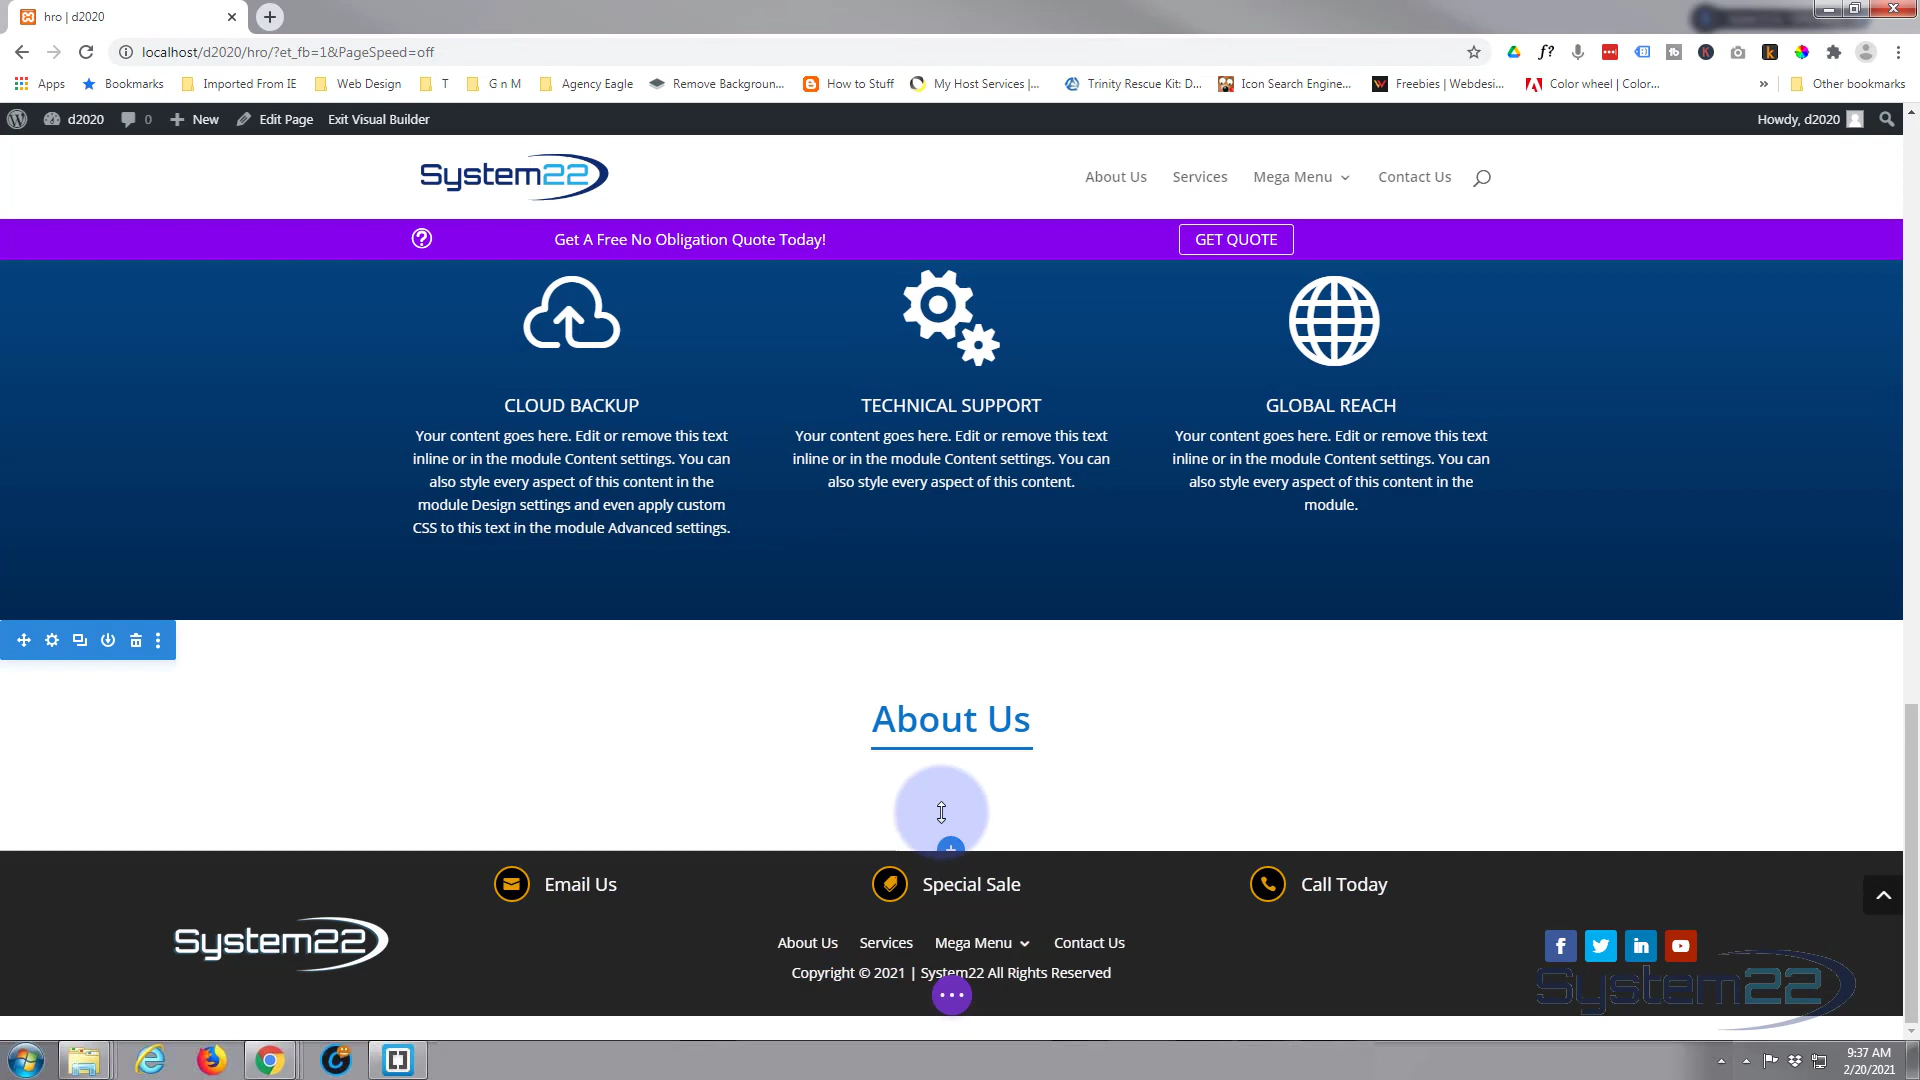 hro | d2020
localhost/d2020/hro/?et_fb=1&PageSpeed=off
Apps Bookmarks Imported From IE Web Design T G n M Agency Eagle Remove Backgroun... How to Stuff My Host Services |... Trinity Rescue Kit: D... Icon Search Engine... Freebies | Webdesi... Color wheel | Color... » Other bookmarks
d2020 0 New Edit Page Exit Visual Builder Howdy, d2020
System22 About Us Services Mega Menu Contact Us
Get A Free No Obligation Quote Today! GET QUOTE
CLOUD BACKUP
Your content goes here. Edit or remove this text
inline or in the module Content settings. You can
also style every aspect of this content in the
module Design settings and even apply custom
CSS to this text in the module Advanced settings.
TECHNICAL SUPPORT
Your content goes here. Edit or remove this text
inline or in the module Content settings. You can
also style every aspect of this content.
GLOBAL REACH
Your content goes here. Edit or remove this text
inline or in the module Content settings. You can
also style every aspect of this content in the
module.
About Us
Email Us Special Sale Call Today
System22
About Us Services Mega Menu Contact Us
Copyright © 2021 | System22 All Rights Reserved
System22
9:37 AM
2/20/2021